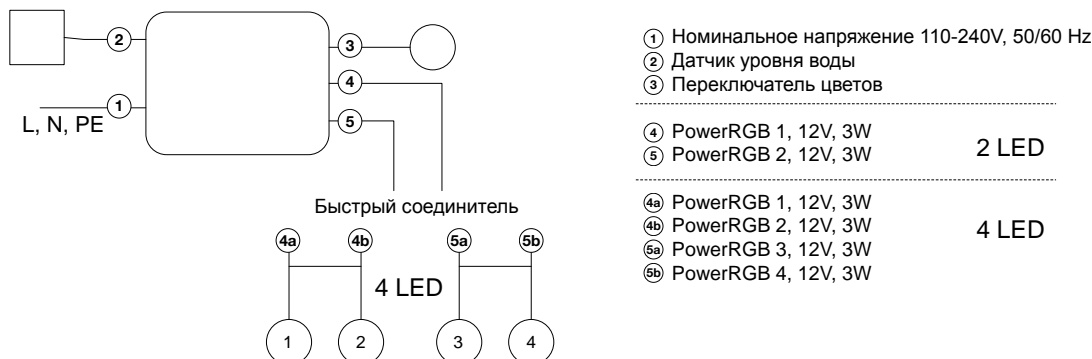 2
1
L, N, PE
3
4
5
Быстрый соединитель
4a
4b
5a
5b
4 LED
1
2
3
4
1 Номинальное напряжение 110-240V, 50/60 Hz
2 Датчик уровня воды
3 Переключатель цветов
4 PowerRGB 1, 12V, 3W
5 PowerRGB 2, 12V, 3W
2 LED
4a PowerRGB 1, 12V, 3W
4b PowerRGB 2, 12V, 3W
5a PowerRGB 3, 12V, 3W
5b PowerRGB 4, 12V, 3W
4 LED